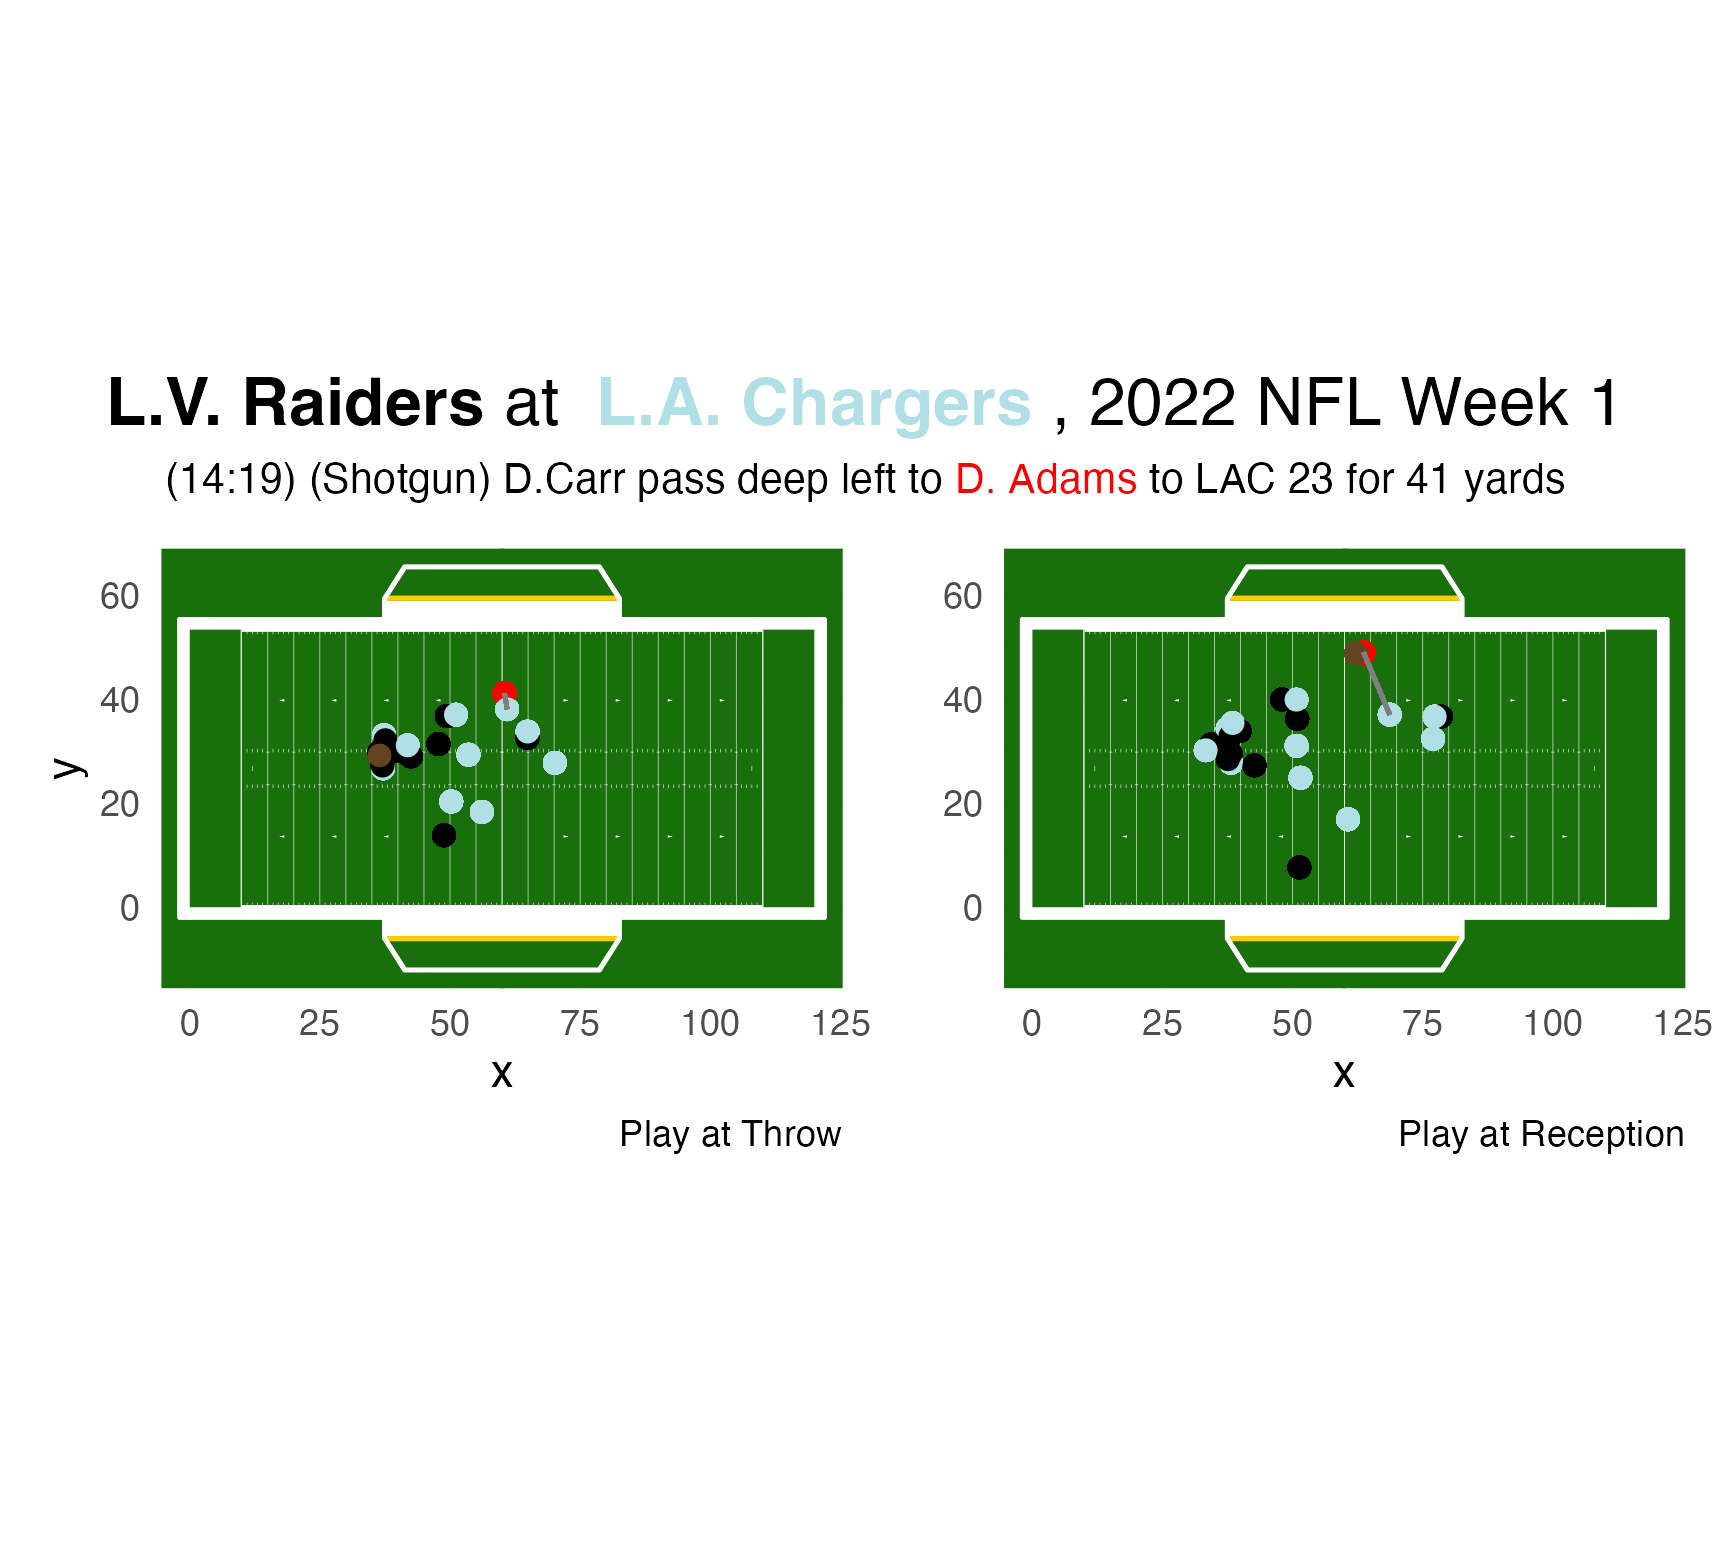 L.V. Raiders at L.A. Chargers , 2022 NFL Week 1
(14:19) (Shotgun) D.Carr pass deep left to D. Adams to LAC 23 for 41 yards
y
60
40
20
0
0 25 50 75 100 125
x
Play at Throw
60
40
20
0
0 25 50 75 100 125
x
Play at Reception